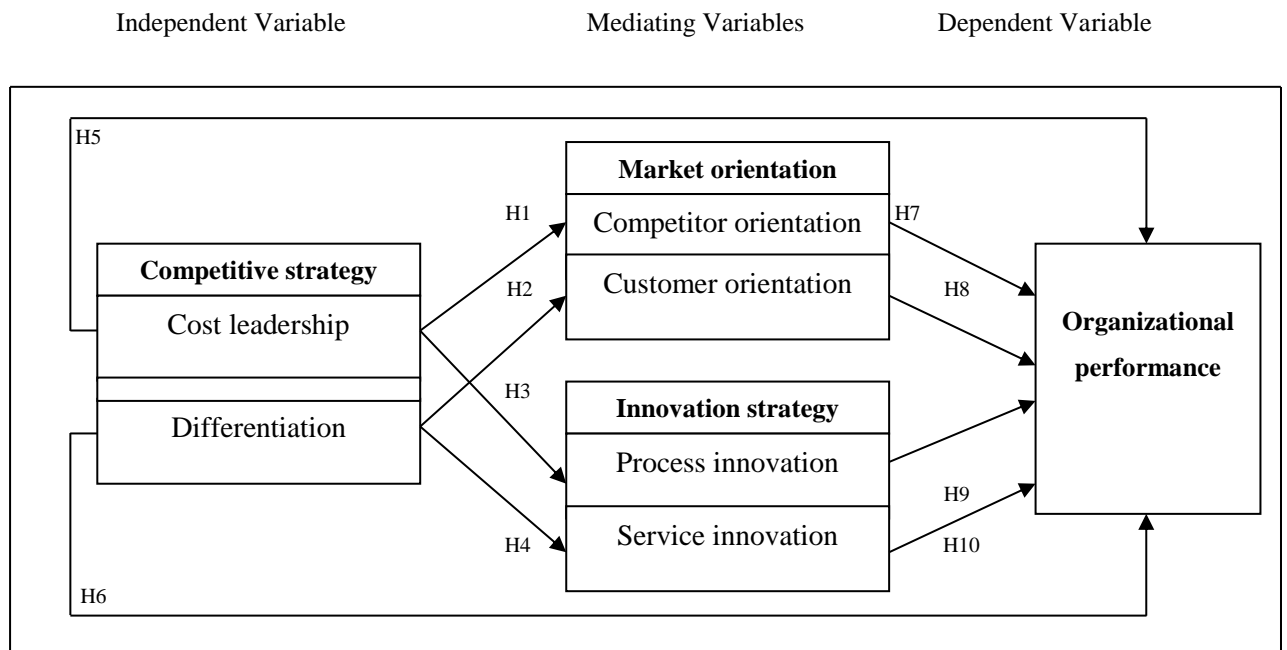 Independent Variable
Mediating Variables
Dependent Variable
H5
Market orientation
Competitor orientation
Customer orientation
H1
H7
Competitive strategy
Cost leadership
Differentiation
H2
H8
Organizational
performance
H3
Innovation strategy
Process innovation
Service innovation
H9
H4
H10
H6